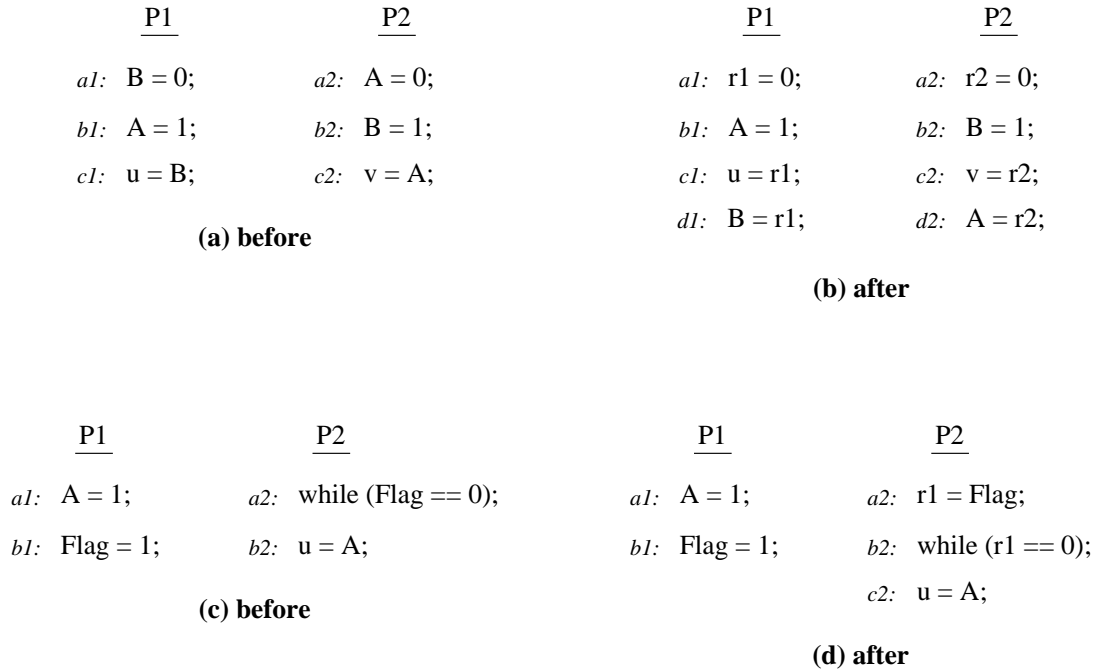 P1 P2
a1: B = 0; a2: A = 0;
b1: A = 1; b2: B = 1;
c1: u = B; c2: v = A;
(a) before
P1 P2
a1: r1 = 0; a2: r2 = 0;
b1: A = 1; b2: B = 1;
c1: u = r1; c2: v = r2;
d1: B = r1; d2: A = r2;
(b) after
P1 P2
a1: A = 1; a2: while (Flag == 0);
b1: Flag = 1; b2: u = A;
(c) before
P1 P2
a1: A = 1; a2: r1 = Flag;
b1: Flag = 1; b2: while (r1 == 0);
c2: u = A;
(d) after